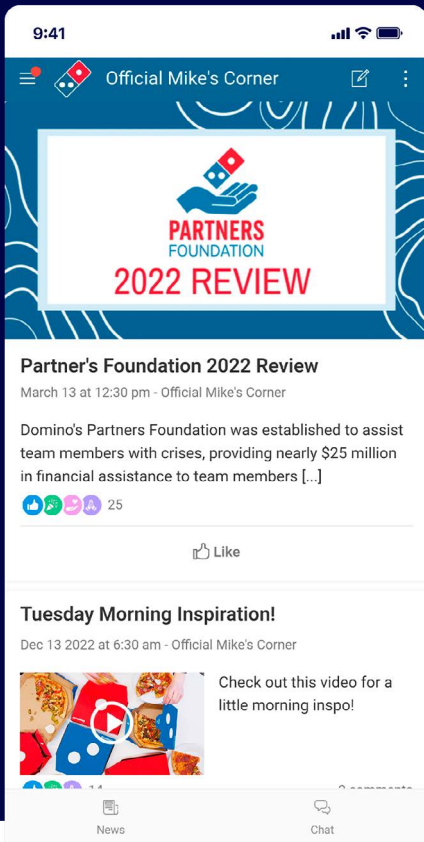 9:41
Official Mike's Corner
PARTNERS
FOUNDATION
2022 REVIEW
Partner's Foundation 2022 Review
March 13 at 12:30 pm - Official Mike's Corner
Domino's Partners Foundation was established to assist
team members with crises, providing nearly $25 million
in financial assistance to team members [...]
25
Like
Tuesday Morning Inspiration!
Dec 13 2022 at 6:30 am - Official Mike's Corner
Check out this video for a
little morning inspo!
News
Chat